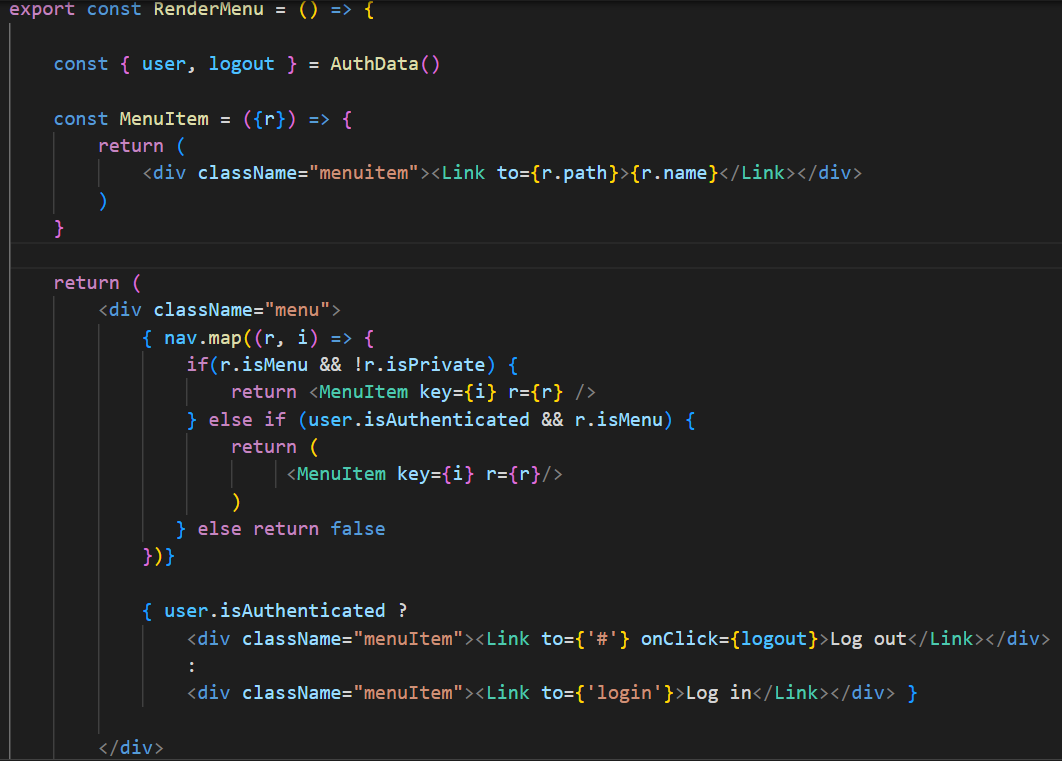 export const RenderMenu = () => {
const { user, logout } = AuthData()
const MenuItem = ({r}) => {
return (
<div className="menuitem"><Link to={r.path}>{r.name}</Link></div>
)
}
return (
<div className="menu">
{ nav.map((r, i) => {
if(r.isMenu && !r.isPrivate) {
return <MenuItem key={i} r={r} />
} else if (user.isAuthenticated && r.isMenu) {
return (
<MenuItem key={i} r={r}/>
)
} else return false
})}
{ user.isAuthenticated ?
<div className="menuItem"><Link to={'#'} onClick={logout}>Log out</Link></div>
:
<div className="menuItem"><Link to={'login'}>Log in</Link></div> }
</div>